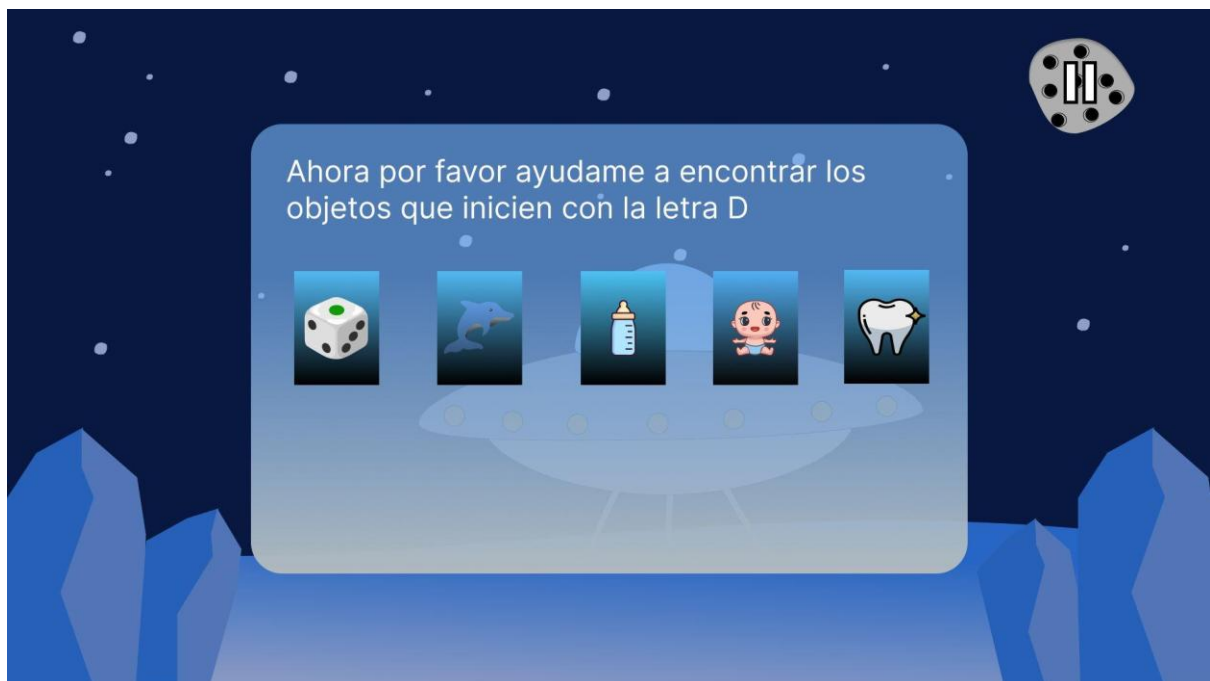 Ahora por favor ayudame a encontrar los
objetos que inicien con la letra D